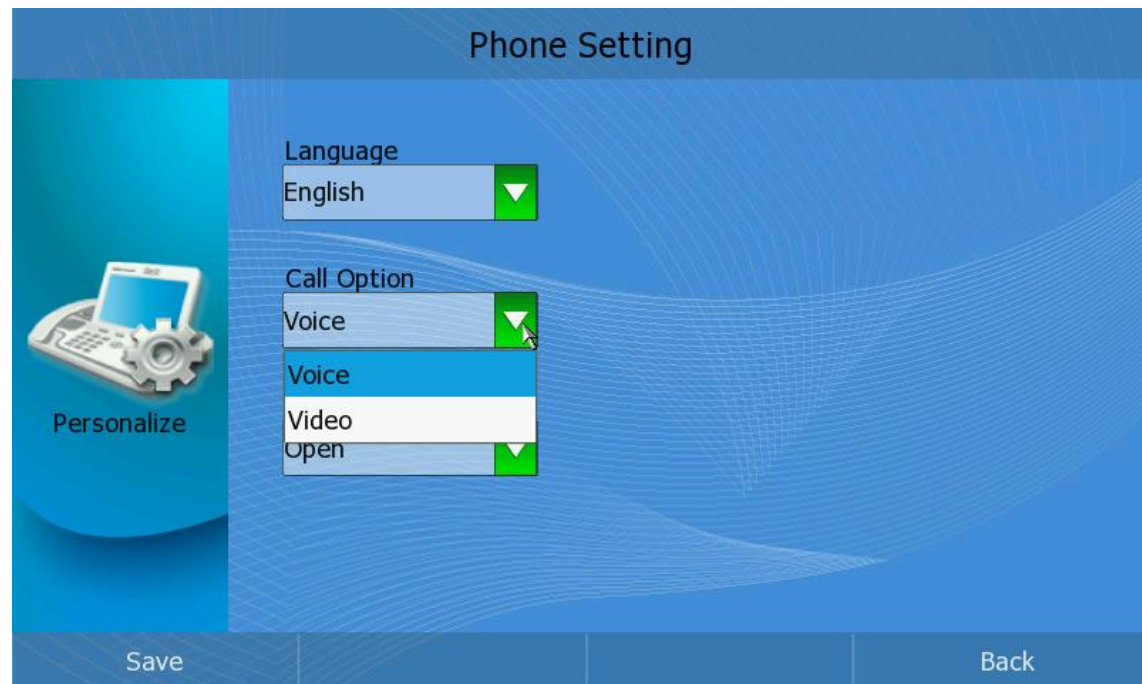 Phone Setting
Language
English
Call Option
Voice
Voice
Video
Open
Personalize
Save
Back